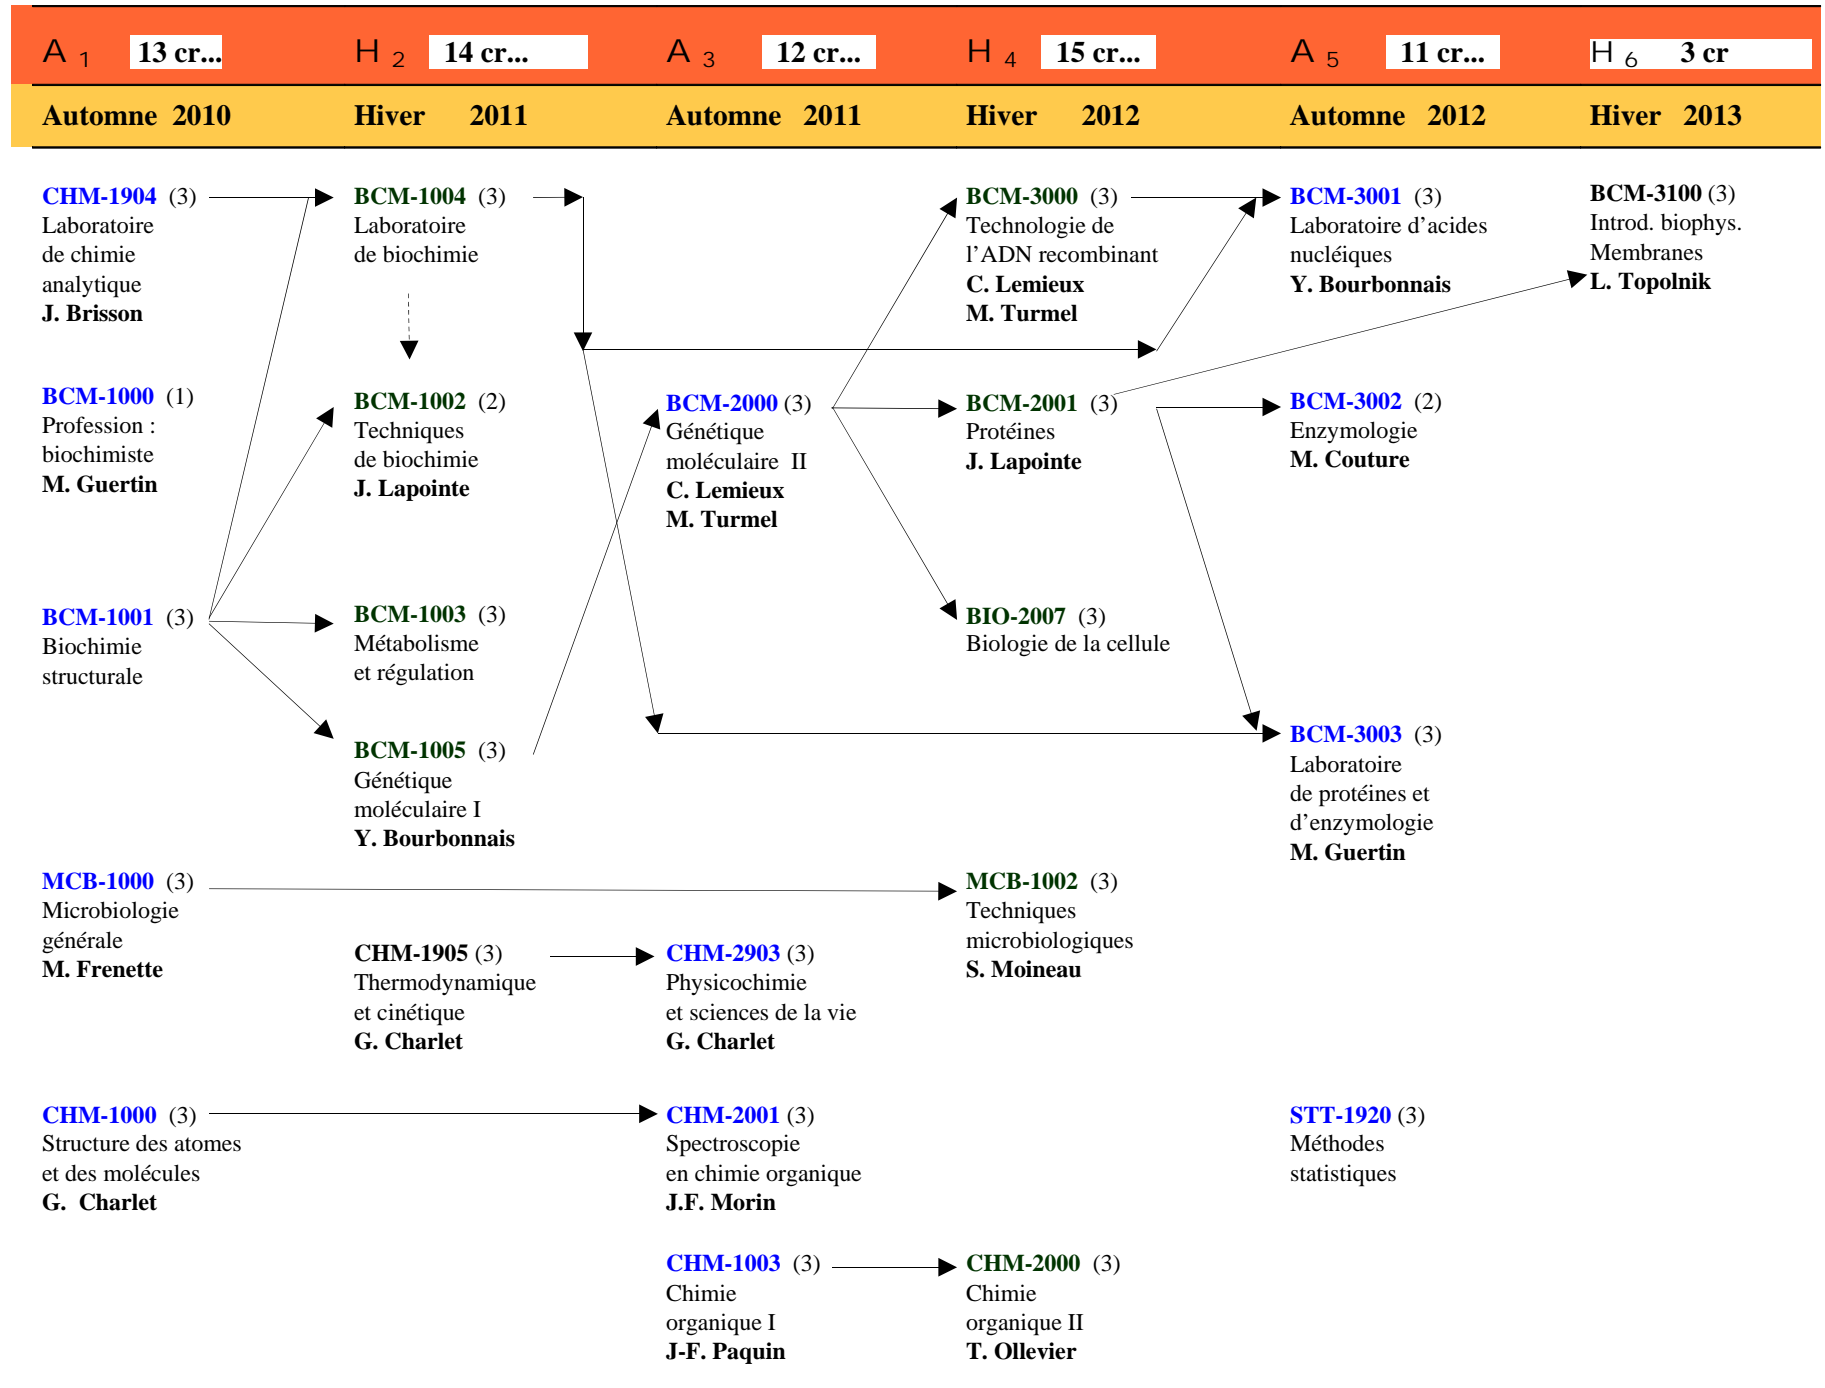 A 1 13 cr... H 2 14 cr... A 3 12 cr... H 4 15 cr... A 5 11 cr... H 6 3 cr
Automne 2010 Hiver 2011 Automne 2011 Hiver 2012 Automne 2012 Hiver 2013
CHM-1904 (3)
Laboratoire
de chimie
analytique
J. Brisson
BCM-1000 (1)
Profession :
biochimiste
M. Guertin
BCM-1001 (3)
Biochimie
structurale
MCB-1000 (3)
Microbiologie
générale
M. Frenette
CHM-1000 (3)
Structure des atomes
et des molécules
G. Charlet
BCM-1004 (3)
Laboratoire
de biochimie
BCM-1002 (2)
Techniques
de biochimie
J. Lapointe
BCM-1003 (3)
Métabolisme
et régulation
BCM-1005 (3)
Génétique
moléculaire I
Y. Bourbonnais
CHM-1905 (3)
Thermodynamique
et cinétique
G. Charlet
BCM-2000 (3)
Génétique
moléculaire II
C. Lemieux
M. Turmel
CHM-2903 (3)
Physicochimie
et sciences de la vie
G. Charlet
CHM-2001 (3)
Spectroscopie
en chimie organique
J.F. Morin
CHM-1003 (3)
Chimie
organique I
J-F. Paquin
BCM-3000 (3)
Technologie de
l’ADN recombinant
C. Lemieux
M. Turmel
BCM-2001 (3)
Protéines
J. Lapointe
BIO-2007 (3)
Biologie de la cellule
MCB-1002 (3)
Techniques
microbiologiques
S. Moineau
CHM-2000 (3)
Chimie
organique II
T. Ollevier
BCM-3001 (3)
Laboratoire d’acides
nucléiques
Y. Bourbonnais
BCM-3002 (2)
Enzymologie
M. Couture
BCM-3003 (3)
Laboratoire
de protéines et
d’enzymologie
M. Guertin
STT-1920 (3)
Méthodes
statistiques
BCM-3100 (3)
Introd. biophys.
Membranes
L. Topolnik